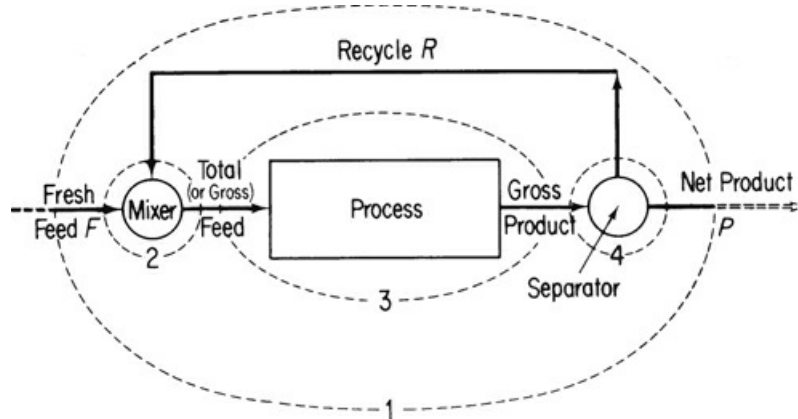 Recycle R
Fresh
Feed F
Mixer
2
Total
(or Gross)
Feed
Process
3
Gross
Product
4
Separator
Net Product
P
1